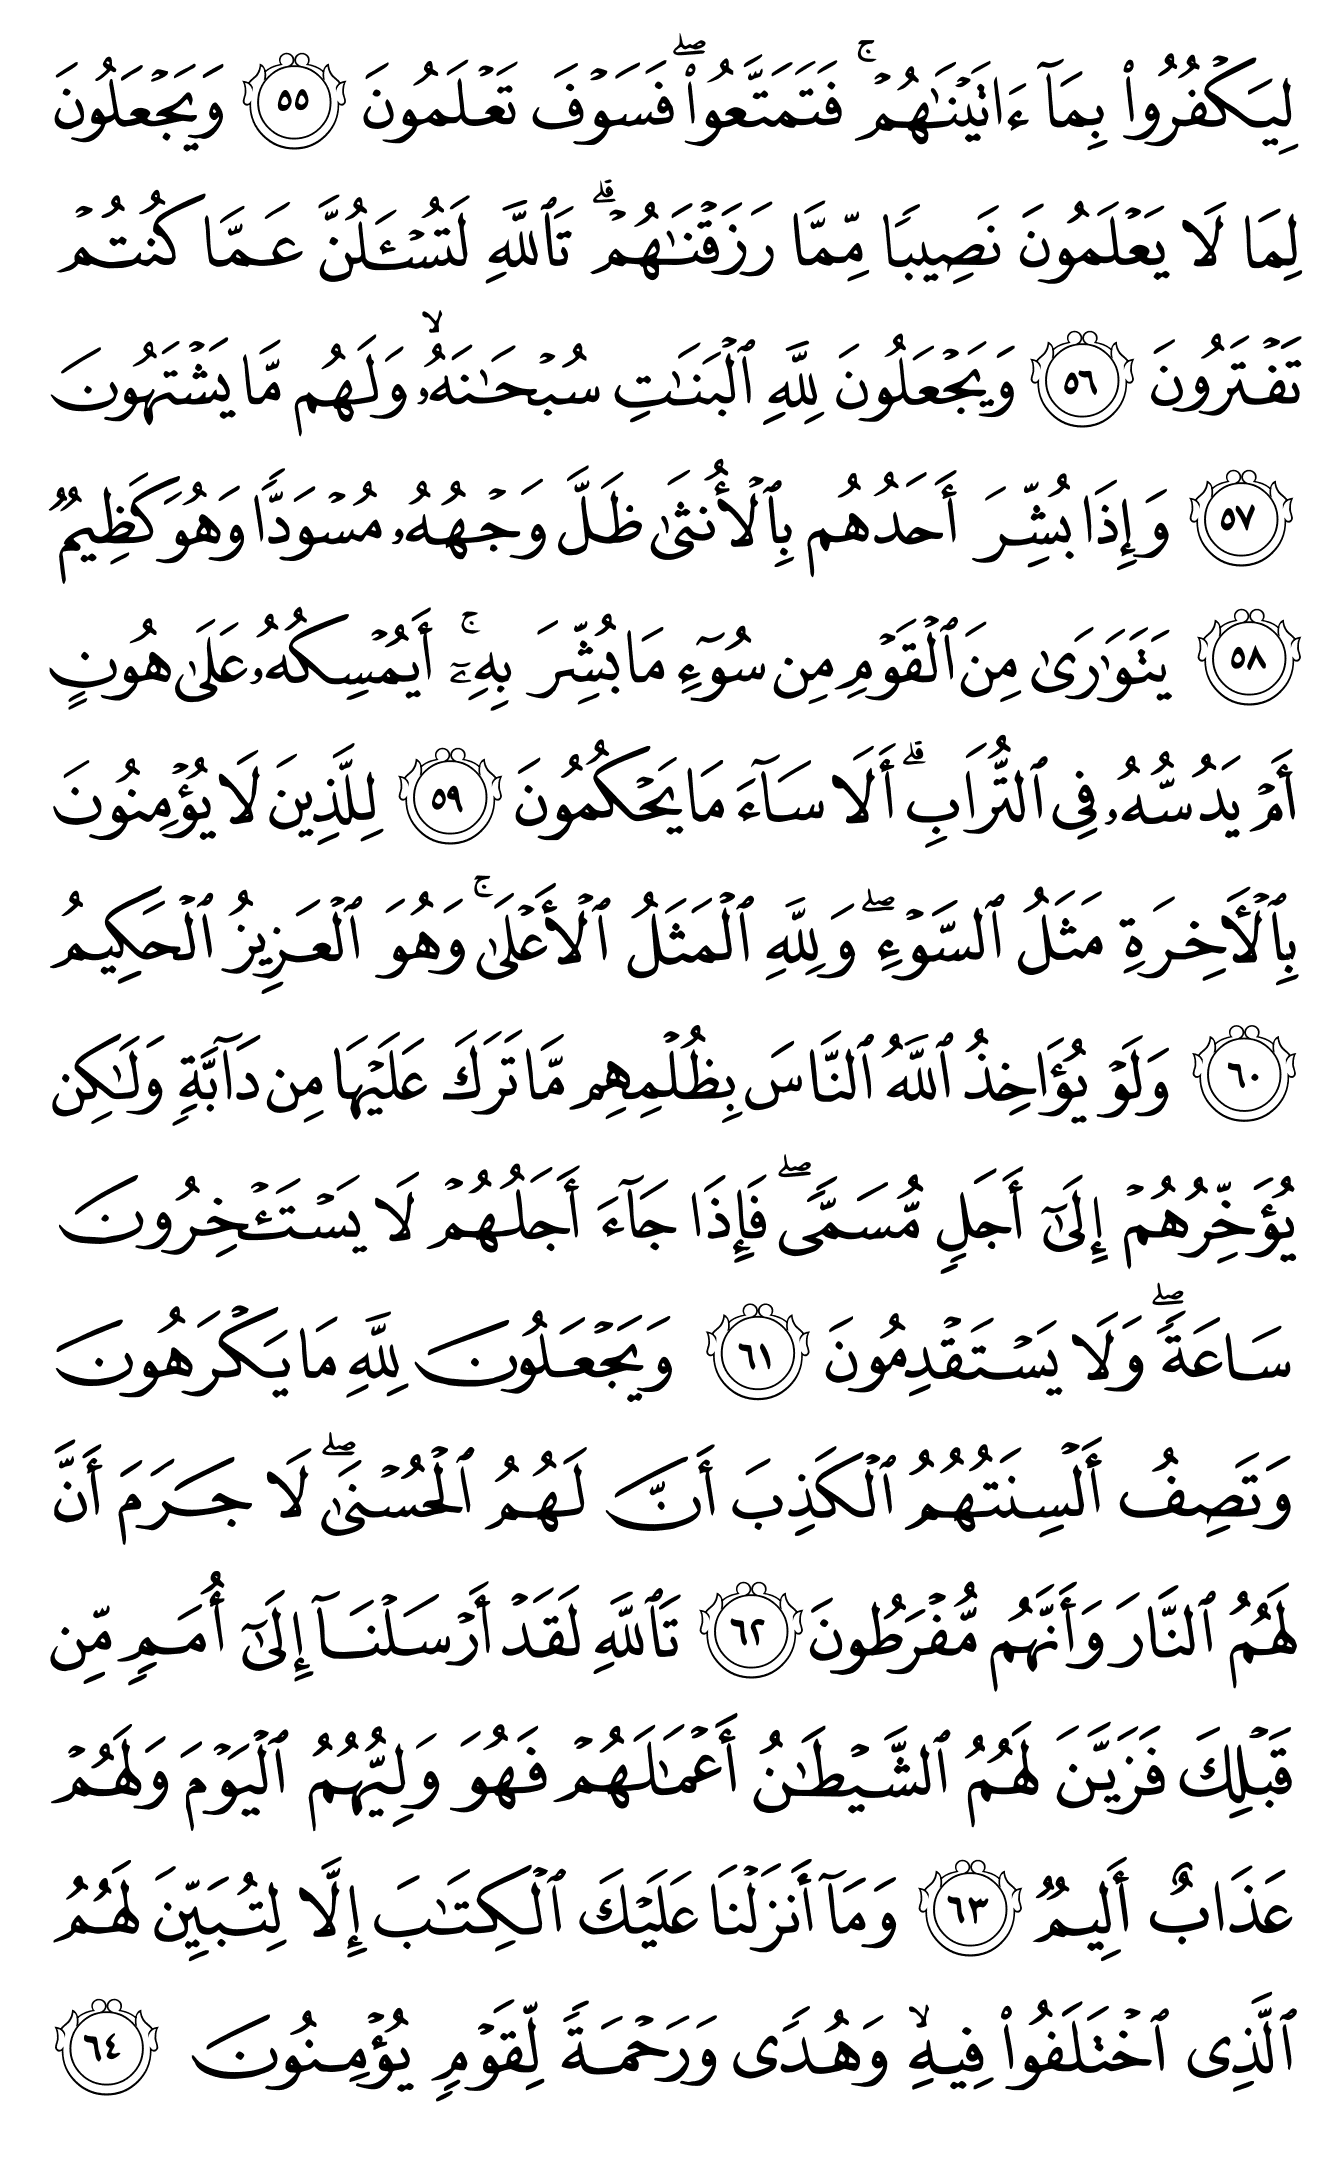 لِيَكْفُرُوا۟ بِمَآ ءَاتَيْنَٰهُمْ ۚ فَتَمَتَّعُوا۟ ۖ فَسَوْفَ تَعْلَمُونَ ٥٥ وَيَجْعَلُونَ
لِمَا لَا يَعْلَمُونَ نَصِيبًا مِّمَّا رَزَقْنَٰهُمْ ۗ تَٱللَّهِ لَتُسْـَٔلُنَّ عَمَّا كُنتُمْ
تَفْتَرُونَ ٥٦ وَيَجْعَلُونَ لِلَّهِ ٱلْبَنَٰتِ سُبْحَٰنَهُۥ ۙ وَلَهُم مَّا يَشْتَهُونَ
٥٧ وَإِذَا بُشِّرَ أَحَدُهُم بِٱلْأُنثَىٰ ظَلَّ وَجْهُهُۥ مُسْوَدًّا وَهُوَ كَظِيمٌ
٥٨ يَتَوَٰرَىٰ مِنَ ٱلْقَوْمِ مِن سُوٓءِ مَا بُشِّرَ بِهِۦٓ ۚ أَيُمْسِكُهُۥ عَلَىٰ هُونٍ
أَمْ يَدُسُّهُۥ فِى ٱلتُّرَابِ ۗ أَلَا سَآءَ مَا يَحْكُمُونَ ٥٩ لِلَّذِينَ لَا يُؤْمِنُونَ
بِٱلْأَخِرَةِ مَثَلُ ٱلسَّوْءِ ۖ وَلِلَّهِ ٱلْمَثَلُ ٱلْأَعْلَىٰ ۚ وَهُوَ ٱلْعَزِيزُ ٱلْحَكِيمُ
٦٠ وَلَوْ يُؤَاخِذُ ٱللَّهُ ٱلنَّاسَ بِظُلْمِهِم مَّا تَرَكَ عَلَيْهَا مِن دَآبَّةٍ وَلَٰكِن
يُؤَخِّرُهُمْ إِلَىٰٓ أَجَلٍ مُّسَمًّى ۖ فَإِذَا جَآءَ أَجَلُهُمْ لَا يَسْتَـْٔخِرُونَ
سَاعَةً ۖ وَلَا يَسْتَقْدِمُونَ ٦١ وَيَجْعَلُونَ لِلَّهِ مَا يَكْرَهُونَ
وَتَصِفُ أَلْسِنَتُهُمُ ٱلْكَذِبَ أَنَّ لَهُمُ ٱلْحُسْنَىٰ ۖ لَا جَرَمَ أَنَّ
لَهُمُ ٱلنَّارَ وَأَنَّهُم مُّفْرَطُونَ ٦٢ تَٱللَّهِ لَقَدْ أَرْسَلْنَآ إِلَىٰٓ أُمَمٍ مِّن
قَبْلِكَ فَزَيَّنَ لَهُمُ ٱلشَّيْطَٰنُ أَعْمَٰلَهُمْ فَهُوَ وَلِيُّهُمُ ٱلْيَوْمَ وَلَهُمْ
عَذَابٌ أَلِيمٌ ٦٣ وَمَآ أَنزَلْنَا عَلَيْكَ ٱلْكِتَٰبَ إِلَّا لِتُبَيِّنَ لَهُمُ
ٱلَّذِى ٱخْتَلَفُوا۟ فِيهِ ۙ وَهُدًى وَرَحْمَةً لِّقَوْمٍ يُؤْمِنُونَ ٦٤